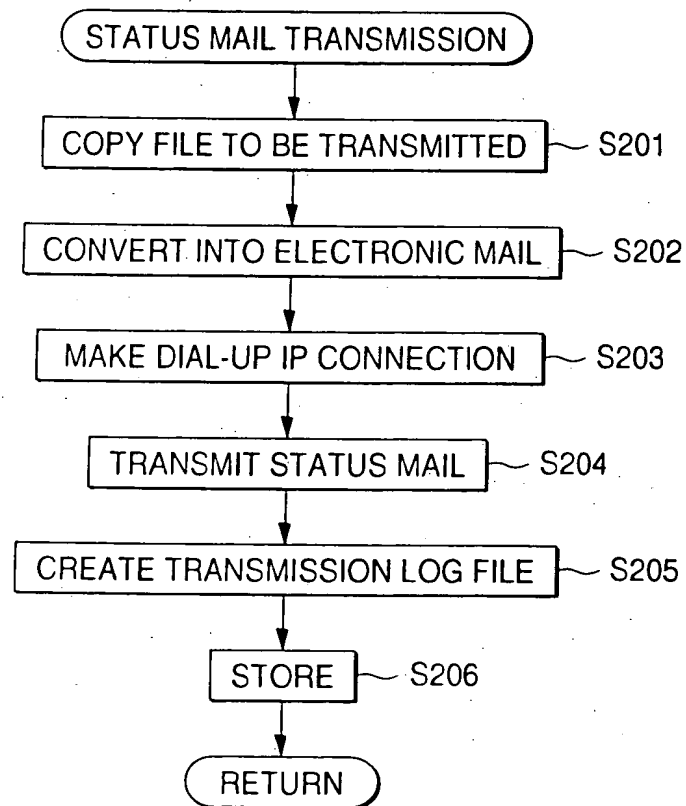 STATUS MAIL TRANSMISSION
COPY FILE TO BE TRANSMITTED S201
CONVERT INTO ELECTRONIC MAIL S202
MAKE DIAL-UP IP CONNECTION S203
TRANSMIT STATUS MAIL S204
CREATE TRANSMISSION LOG FILE S205
STORE S206
RETURN